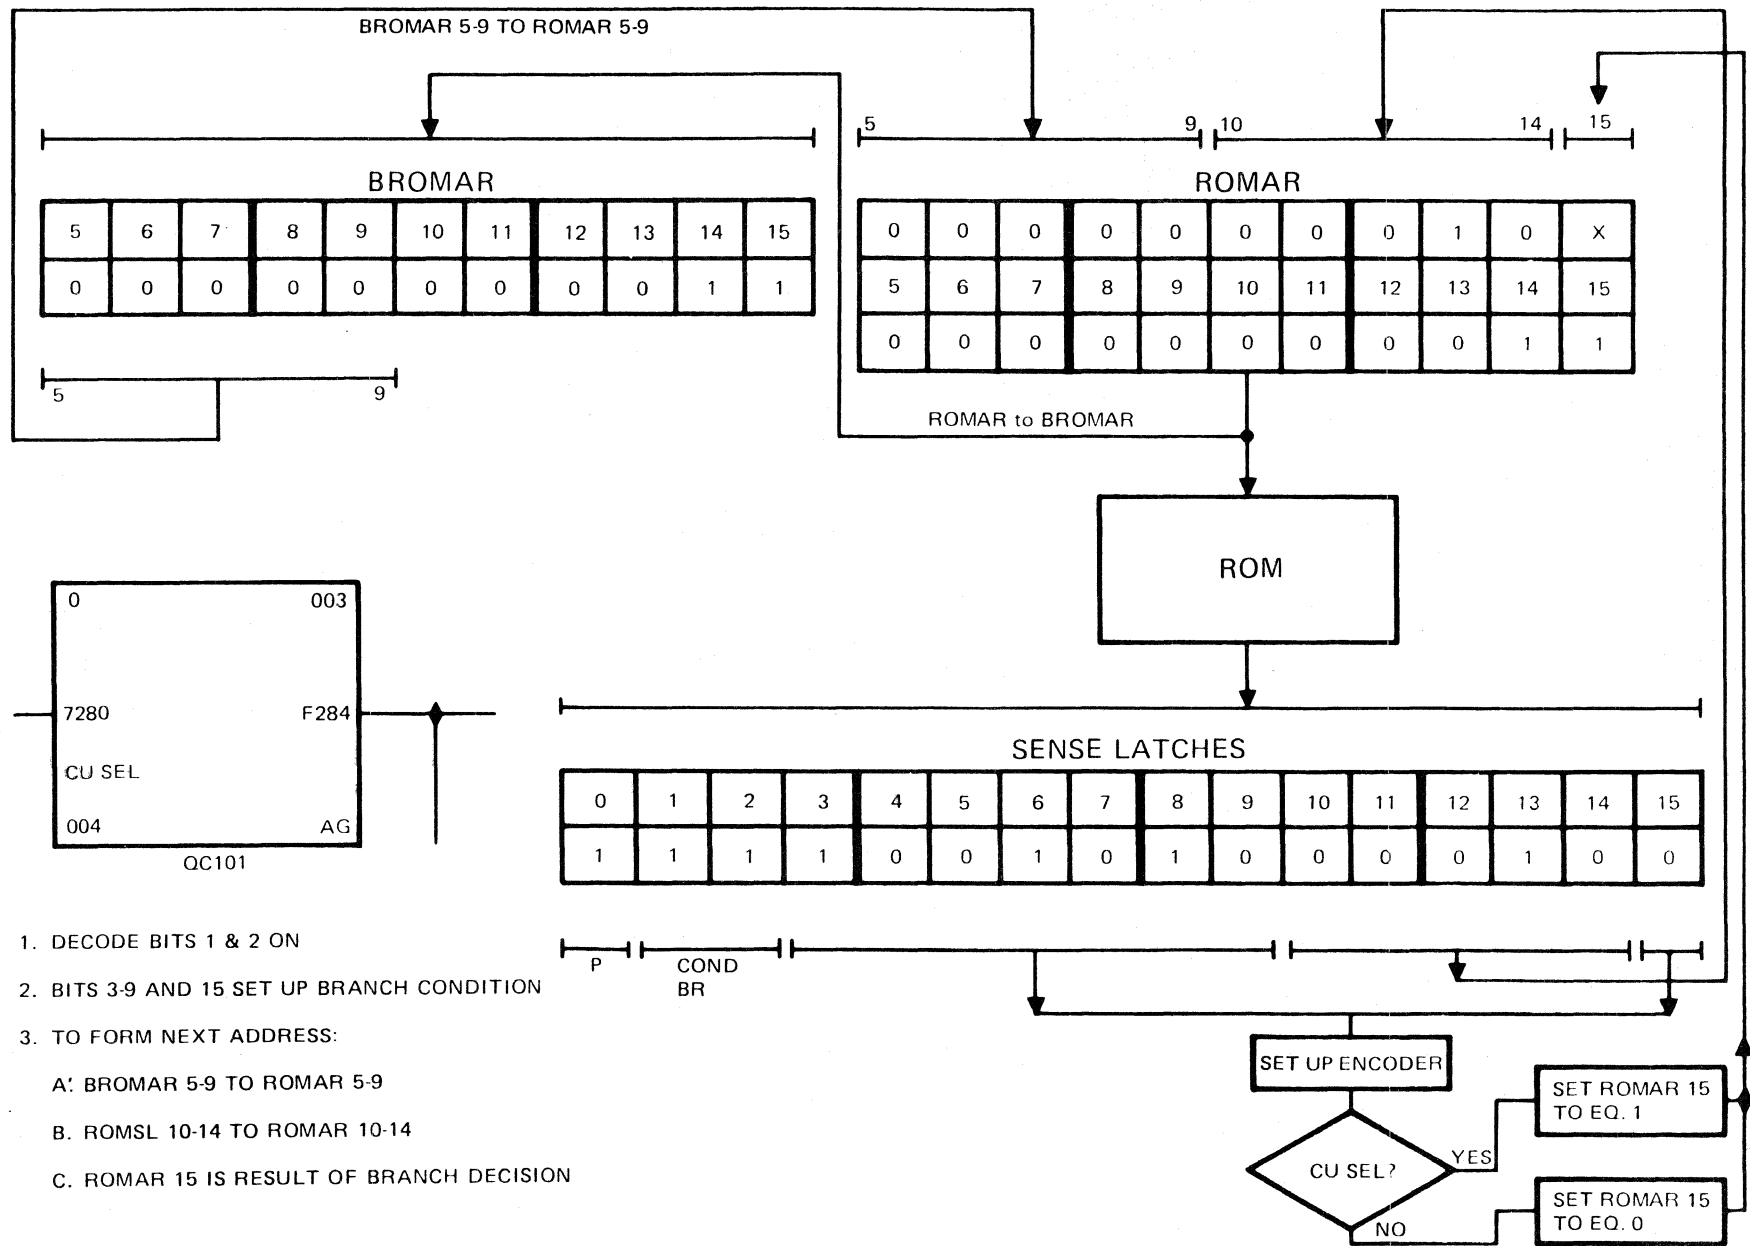 BROMAR 5-9 TO ROMAR 5-9
5 9 10 14 15
BROMAR
5 6 7 8 9 10 11 12 13 14 15
0 0 0 0 0 0 0 0 0 1 1
5 9
ROMAR
0 0 0 0 0 0 0 0 1 0 X
5 6 7 8 9 10 11 12 13 14 15
0 0 0 0 0 0 0 0 0 1 1
ROMAR to BROMAR
ROM
0 003
7280 F284
CU SEL
004 AG
QC101
SENSE LATCHES
0 1 2 3 4 5 6 7 8 9 10 11 12 13 14 15
1 1 1 1 0 0 1 0 1 0 0 0 0 1 0 0
P
COND
BR
1. DECODE BITS 1 & 2 ON
2. BITS 3-9 AND 15 SET UP BRANCH CONDITION
3. TO FORM NEXT ADDRESS:
A. BROMAR 5-9 TO ROMAR 5-9
B. ROMSL 10-14 TO ROMAR 10-14
C. ROMAR 15 IS RESULT OF BRANCH DECISION
SET UP ENCODER
CU SEL?
YES
NO
SET ROMAR 15
TO EQ. 1
SET ROMAR 15
TO EQ. 0